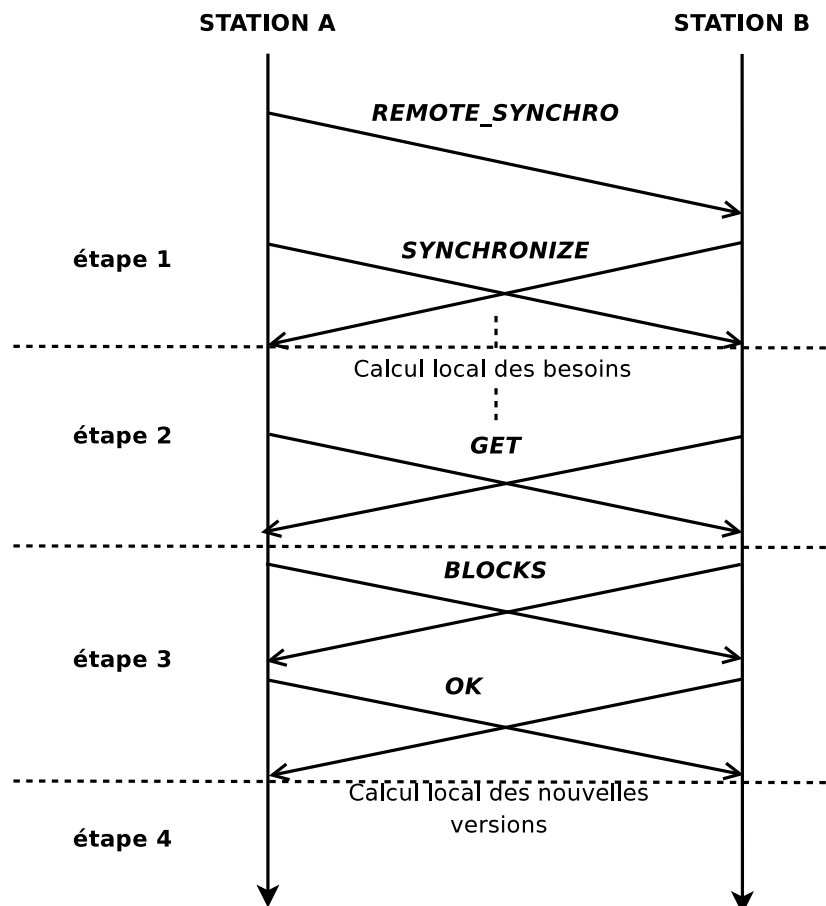 STATION A
STATION B
REMOTE_SYNCHRO
étape 1
SYNCHRONIZE
Calcul local des besoins
étape 2
GET
BLOCKS
étape 3
OK
Calcul local des nouvelles
versions
étape 4